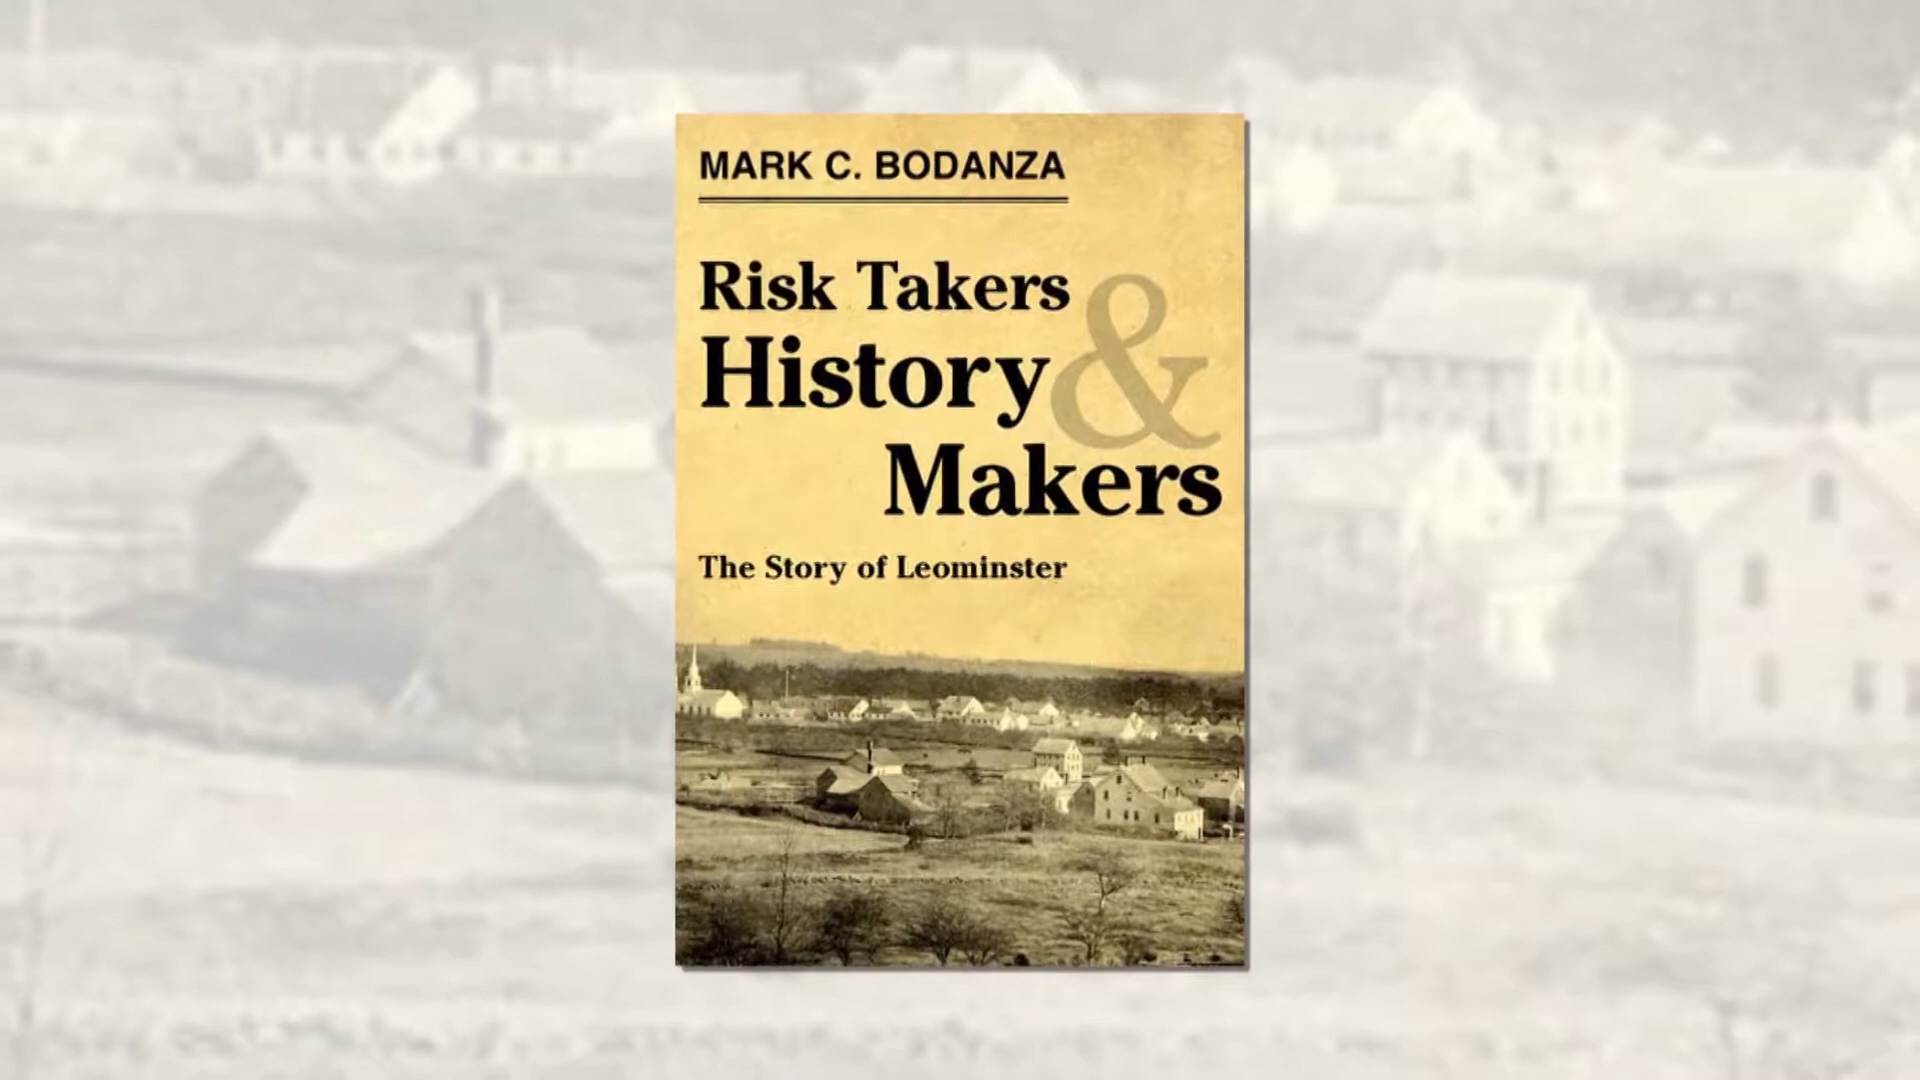 MARK C. BODANZA
Risk Takers
History &
Makers
The Story of Leominster